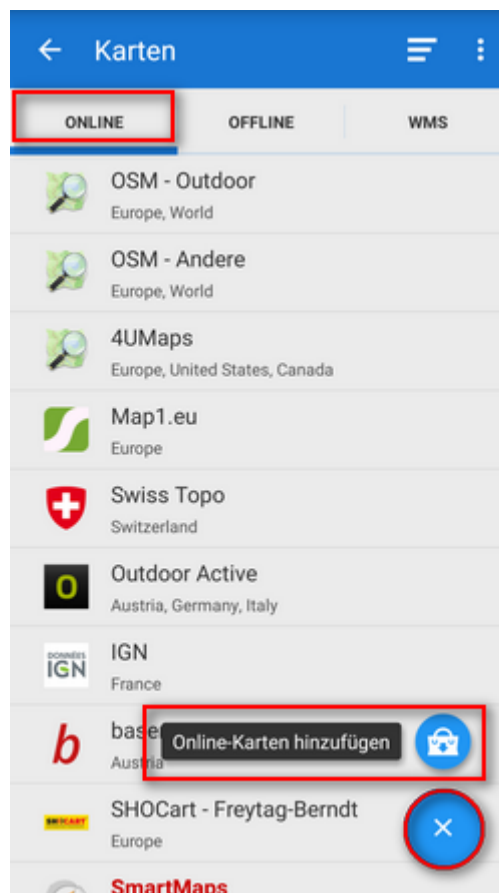 Karten
ONLINE
OFFLINE
WMS
OSM - Outdoor
Europe, World
OSM - Andere
Europe, World
4UMaps
Europe, United States, Canada
Map1.eu
Europe
Swiss Topo
Switzerland
O
Outdoor Active
Austria, Germany, Italy
DONNÉES
IGN
IGN
France
b
Online-Karten hinzufügen
Austria
SHOCART
SHOCart - Freytag-Berndt
Europe
SmartMaps